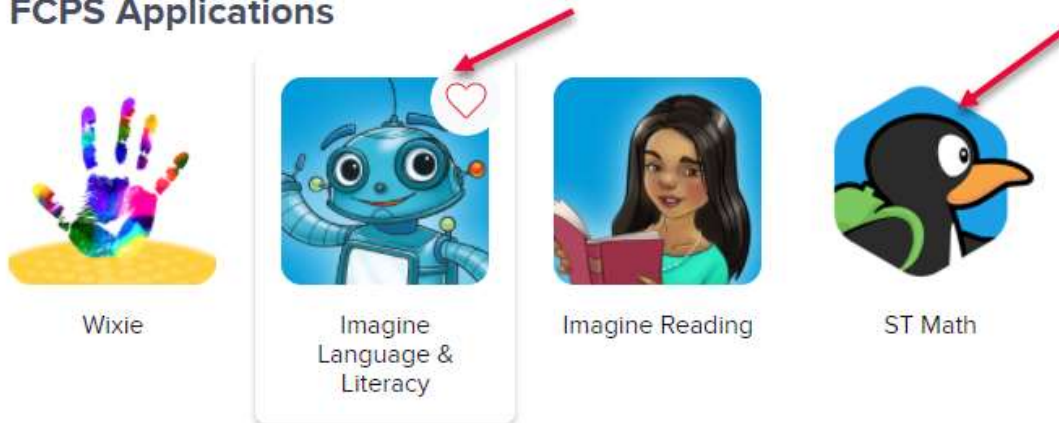 FCPS Applications
Wixie
Imagine
Language &
Literacy
Imagine Reading
ST Math